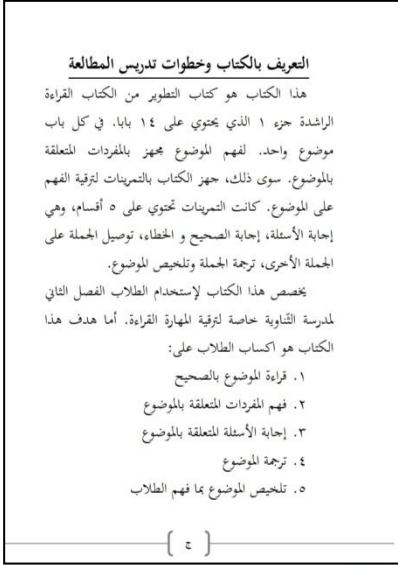 التعريف بالكتاب وخطوات تدريس المطالعة
هذا الكتاب هو كتاب التطوير من الكتاب القراءة
الراشدة جزء ١ الذي يحتوي على ١٤ بابا. في كل باب
موضوع واحد. لفهم الموضوع مجهز بالمفردات المتعلقة
بالموضوع. سوى ذلك، جهز الكتاب بالتمرينات لترقية الفهم
على الموضوع. كانت التمرينات تحتوي على ٥ أقسام، وهي
إجابة الأسئلة، إجابة الصحيح و الخطاء، توصيل الجملة على
الجملة الأخرى، ترجمة الجملة وتلخيص الموضوع.
يخصص هذا الكتاب لإستخدام الطلاب الفصل الثاني
لمدرسة الثّناوية خاصة لترقية المهارة القراءة. أما هدف هذا
الكتاب هو اكساب الطلاب على:
١. قراءة الموضوع بالصحيح
٢. فهم المفردات المتعلقة بالموضوع
٣. إجابة الأسئلة المتعلقة بالموضوع
٤. ترجمة الموضوع
٥. تلخيص الموضوع بما فهم الطلاب
ج